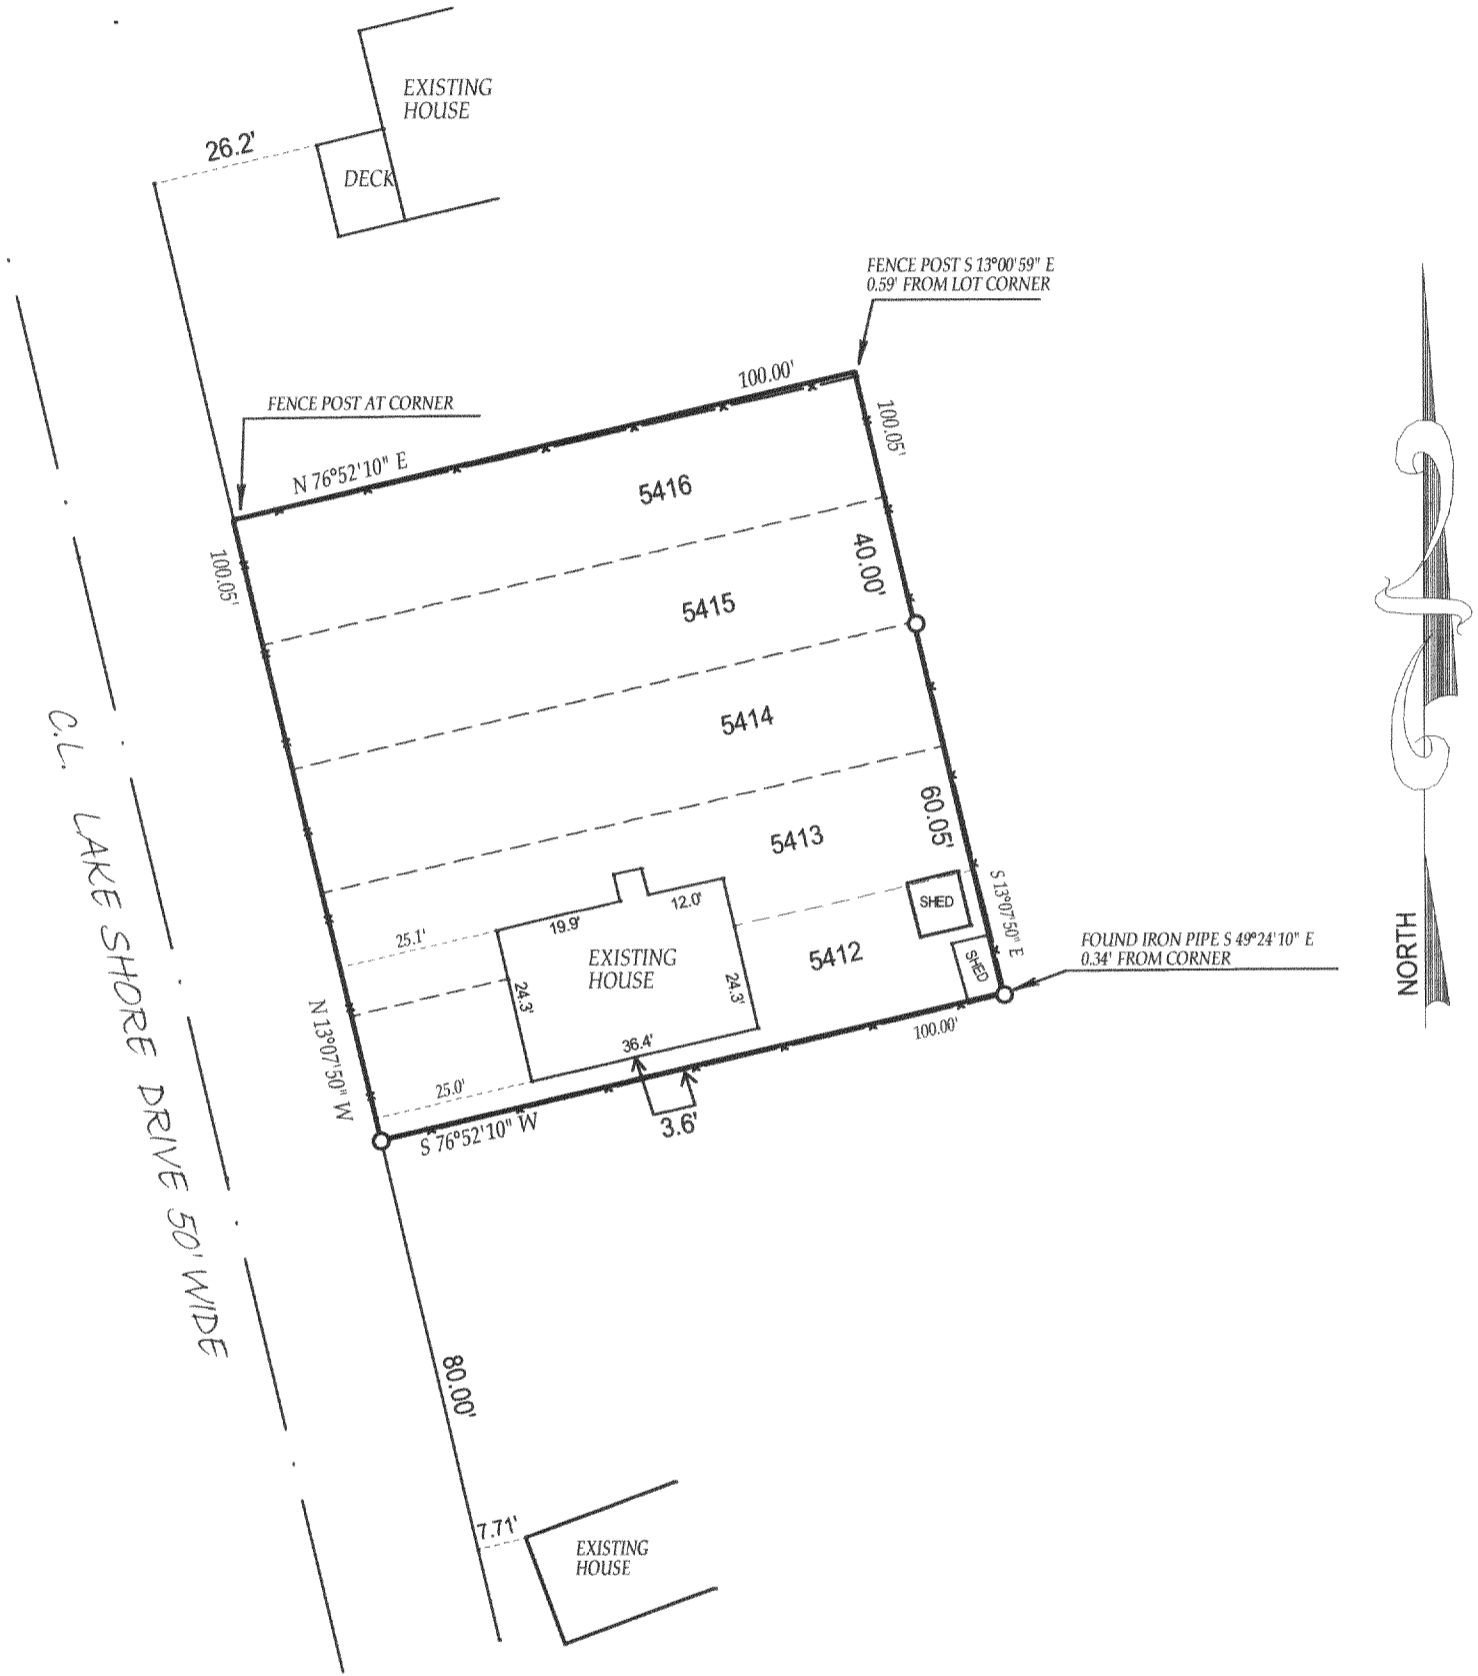 EXISTING
HOUSE
26.2'
DECK
FENCE POST S 13°00'59" E
0.59' FROM LOT CORNER
100.00'
FENCE POST AT CORNER
100.05'
N 76°52'10" E
5416
40.00'
100.05'
5415
5414
C.L. LAKE SHORE DRIVE 50' WIDE
60.05'
5413
SHED
S 13°07'50" E
12.0'
19.9'
25.1'
EXISTING
HOUSE
5412
SHED
FOUND IRON PIPE S 49°24'10" E
0.34' FROM CORNER
NORTH
24.3'
24.3'
N 13°07'50" W
36.4'
100.00'
25.0'
S 76°52'10" W
3.6'
80.00'
7.71'
EXISTING
HOUSE